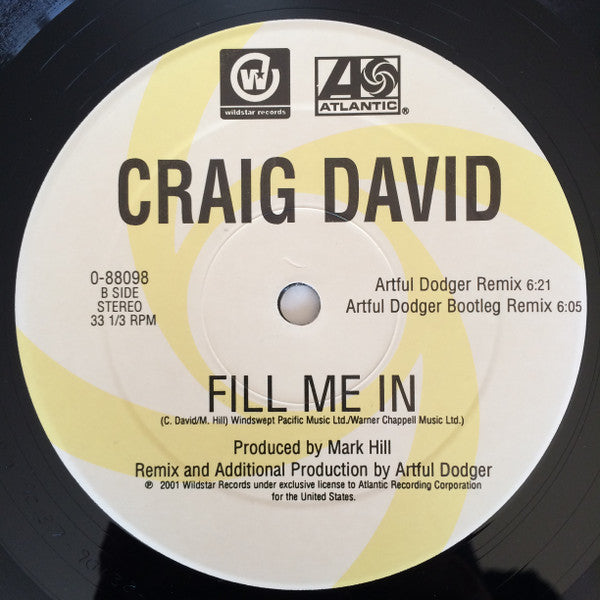 W
wildstar records
ATLANTIC®
CRAIG DAVID
0-88098
B SIDE
STEREO
33 1/3 RPM
Artful Dodger Remix 6:21
Artful Dodger Bootleg Remix 6:05
FILL ME IN
(C. David/M. Hill) Windswept Pacific Music Ltd./Warner Chappell Music Ltd.)
Produced by Mark Hill
Remix and Additional Production by Artful Dodger
℗ 2001 Wildstar Records under exclusive license to Atlantic Recording Corporation
for the United States.